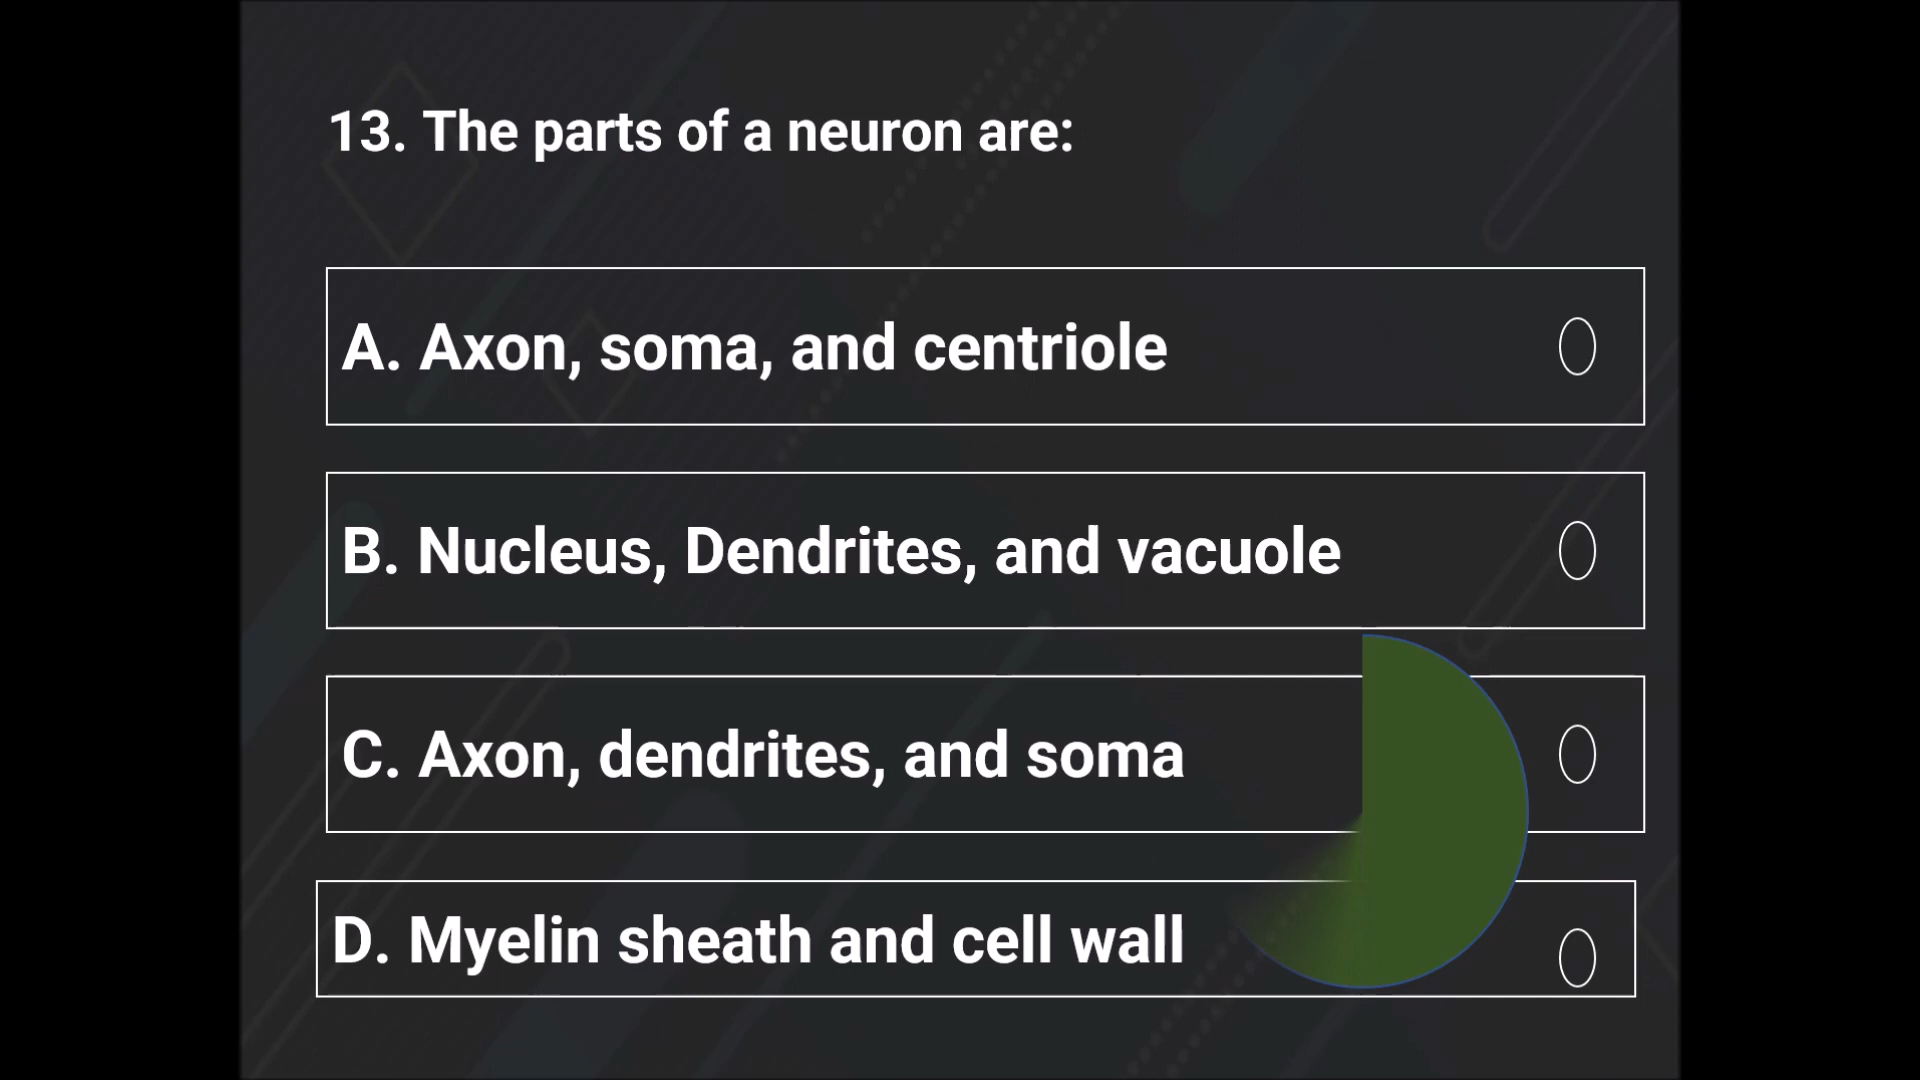 13. The parts of a neuron are:
A. Axon, soma, and centriole
B. Nucleus, Dendrites, and vacuole
C. Axon, dendrites, and soma
D. Myelin sheath and cell wall